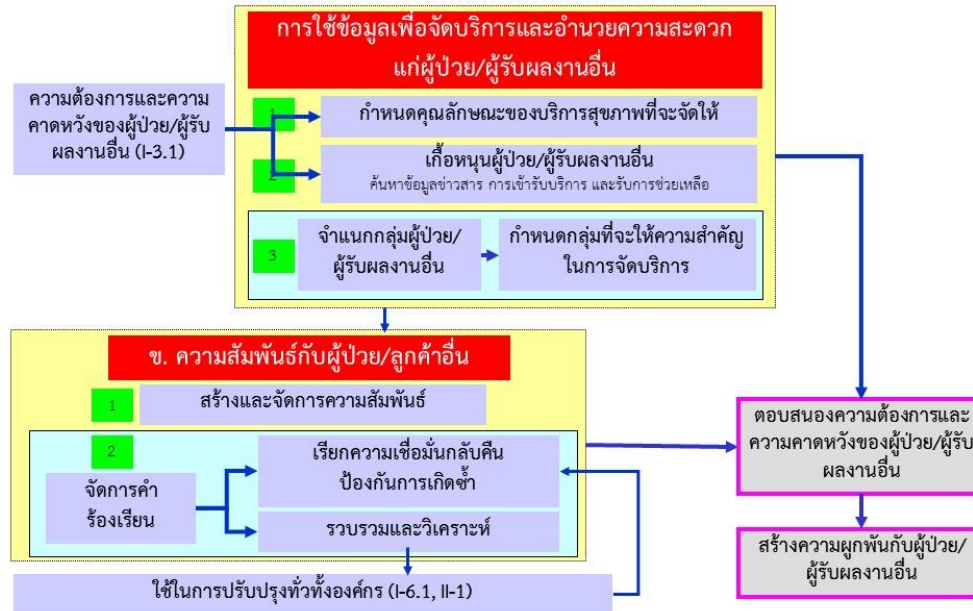 การใช้ข้อมูลเพื่อจัดบริการและอำนวยความสะดวก
แก่ผู้ป่วย/ผู้รับผลงานอื่น
ความต้องการและความ
คาดหวังของผู้ป่วย/ผู้รับ
ผลงานอื่น (I-3.1)
1
กำหนดคุณลักษณะของบริการสุขภาพที่จะจัดให้
2
เกื้อหนุนผู้ป่วย/ผู้รับผลงานอื่น
ค้นหาข้อมูลข่าวสาร การเข้ารับบริการ และรับการช่วยเหลือ
3
จำแนกกลุ่มผู้ป่วย/
ผู้รับผลงานอื่น
กำหนดกลุ่มที่จะให้ความสำคัญ
ในการจัดบริการ
ข. ความสัมพันธ์กับผู้ป่วย/ลูกค้าอื่น
1
สร้างและจัดการความสัมพันธ์
2
จัดการคำ
ร้องเรียน
เรียกความเชื่อมั่นกลับคืน
ป้องกันการเกิดซ้ำ
รวบรวมและวิเคราะห์
ใช้ในการปรับปรุงทั่วทั้งองค์กร (I-6.1, II-1)
ตอบสนองความต้องการและ
ความคาดหวังของผู้ป่วย/ผู้รับ
ผลงานอื่น
สร้างความผูกพันกับผู้ป่วย/
ผู้รับผลงานอื่น